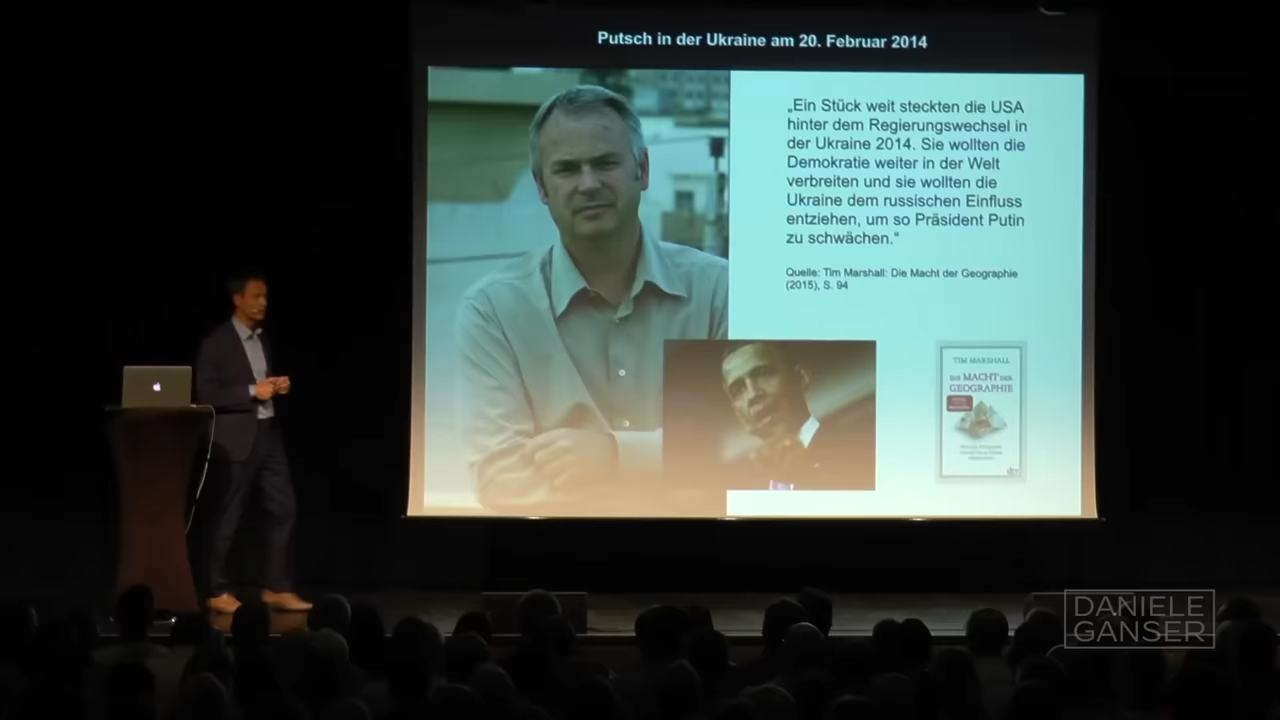 Putsch in der Ukraine am 20. Februar 2014
„Ein Stück weit steckten die USA
hinter dem Regierungswechsel in
der Ukraine 2014. Sie wollten die
Demokratie weiter in der Welt
verbreiten und sie wollten die
Ukraine dem russischen Einfluss
entziehen, um so Präsident Putin
zu schwächen.“
Quelle: Tim Marshall: Die Macht der Geographie
(2015), S. 94
TIM MARSHALL
DIE MACHT DER
GEOGRAPHIE
dtv
DANIELE
GANSER